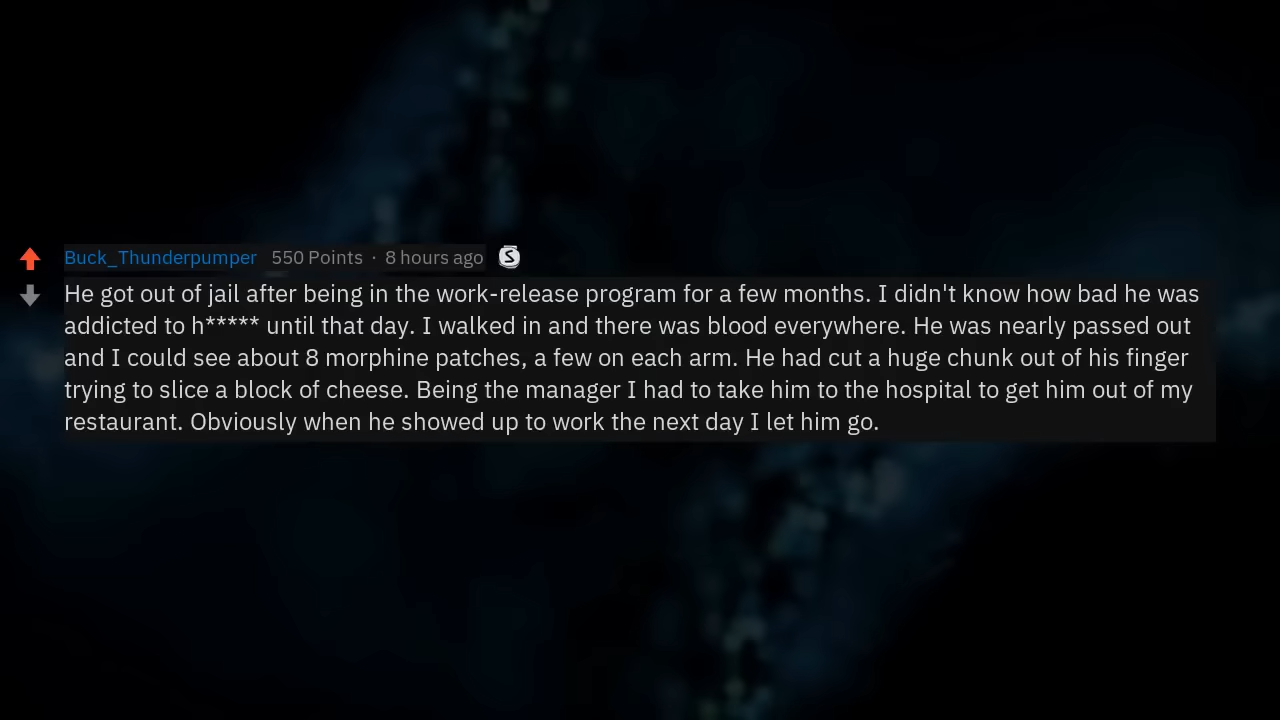 Buck_Thunderpumper 550 Points · 8 hours ago S
He got out of jail after being in the work-release program for a few months. I didn't know how bad he was
addicted to h***** until that day. I walked in and there was blood everywhere. He was nearly passed out
and I could see about 8 morphine patches, a few on each arm. He had cut a huge chunk out of his finger
trying to slice a block of cheese. Being the manager I had to take him to the hospital to get him out of my
restaurant. Obviously when he showed up to work the next day I let him go.